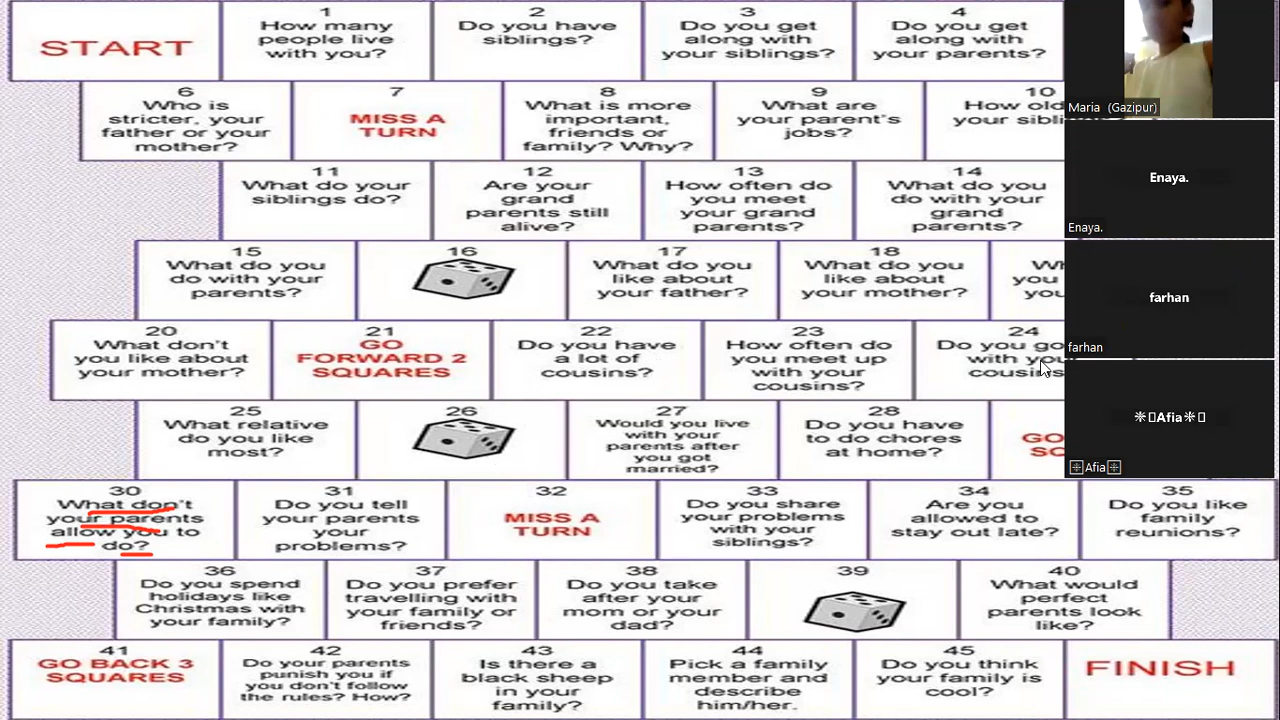 START
1
How many
people live
with you?
2
Do you have
siblings?
3
Do you get
along with
your siblings?
4
Do you get
along with
your parents?
6
Who is
stricter, your
father or your
mother?
7
MISS A
TURN
8
What is more
important,
friends or
family? Why?
9
What are
your parent's
jobs?
10
How old
your
11
What do your
siblings do?
12
Are your
grand
parents still
alive?
13
How often do
you meet
your grand
parents?
14
What do you
do with your
grand
parents?
15
What do you
do with your
parents?
16
17
What do you
like about
your father?
18
What do you
like about
your mother?
20
What don't
you like about
your mother?
21
GO
FORWARD 2
SQUARES
22
Do you have
a lot of
cousins?
23
How often do
you meet up
with your
cousins?
24
Do you go
with your
cousins
25
What relative
do you like
most?
26
27
Would you live
with your
parents after
you got
married?
28
Do you have
to do chores
at home?
GO
30
What don't
your parents
allow you to
do?
31
Do you tell
your parents
your
problems?
32
MISS A
TURN
33
Do you share
your problems
with your
siblings?
34
Are you
allowed to
stay out late?
35
Do you like
family
reunions?
36
Do you spend
holidays like
Christmas with
your family?
37
Do you prefer
travelling with
your family or
friends?
38
Do you take
after your
mom or your
dad?
39
40
What would
perfect
parents look
like?
41
GO BACK 3
SQUARES
42
Do your parents
punish you if
you don't follow
the rules? How?
43
Is there a
black sheep
in your
family?
44
Pick a family
member and
describe
him/her.
45
Do you think
your family is
cool?
FINISH
Maria (Gazipur)
Enaya.
Enaya.
farhan
farhan
Afia
Afia